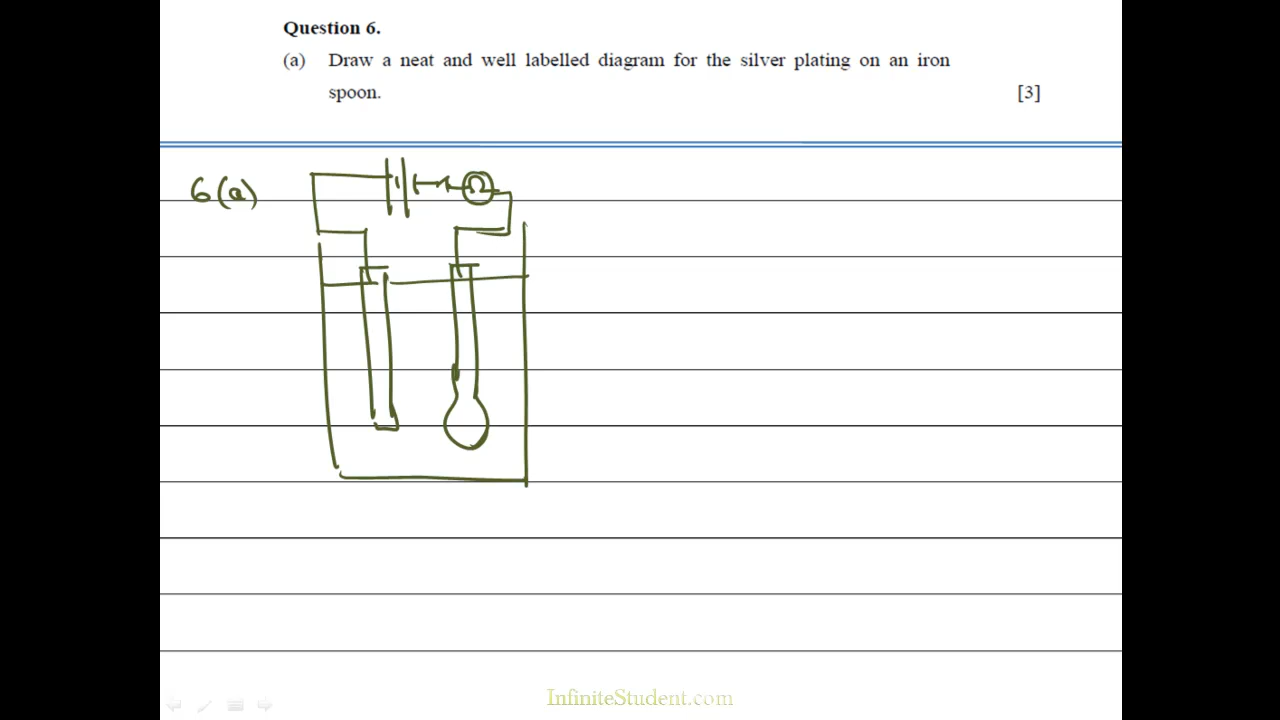 Question 6.
(a) Draw a neat and well labelled diagram for the silver plating on an iron
spoon. [3]
6(a)
Ω
InfiniteStudent.com